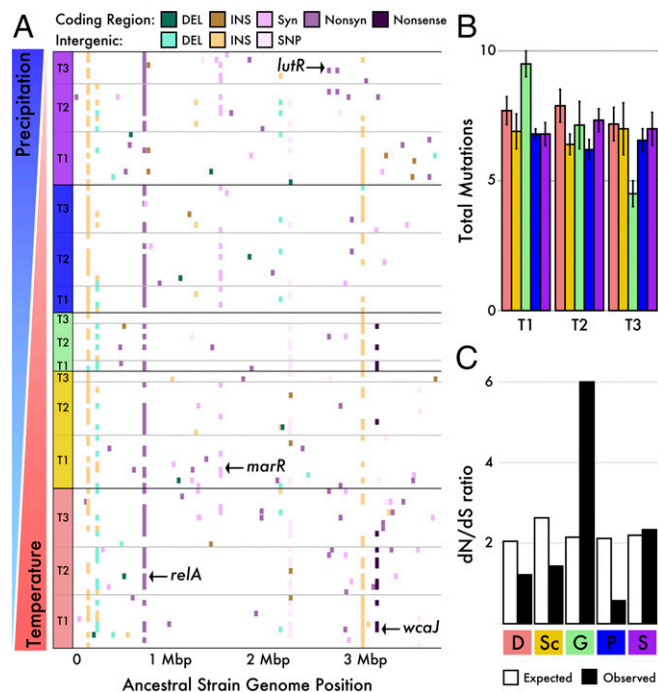 A
Coding Region: DEL INS Syn Nonsyn Nonsense
Intergenic: DEL INS SNP
Precipitation
Temperature
T3
T2
T1
T3
T2
T1
T3
T2
T1
T3
T2
T1
T3
T2
T1
lutR
marR
relA
wcaJ
0 1 Mbp 2 Mbp 3 Mbp
Ancestral Strain Genome Position
B
Total Mutations
10
5
0
T1 T2 T3
C
dN/dS ratio
6
4
2
D Sc G P S
Expected Observed